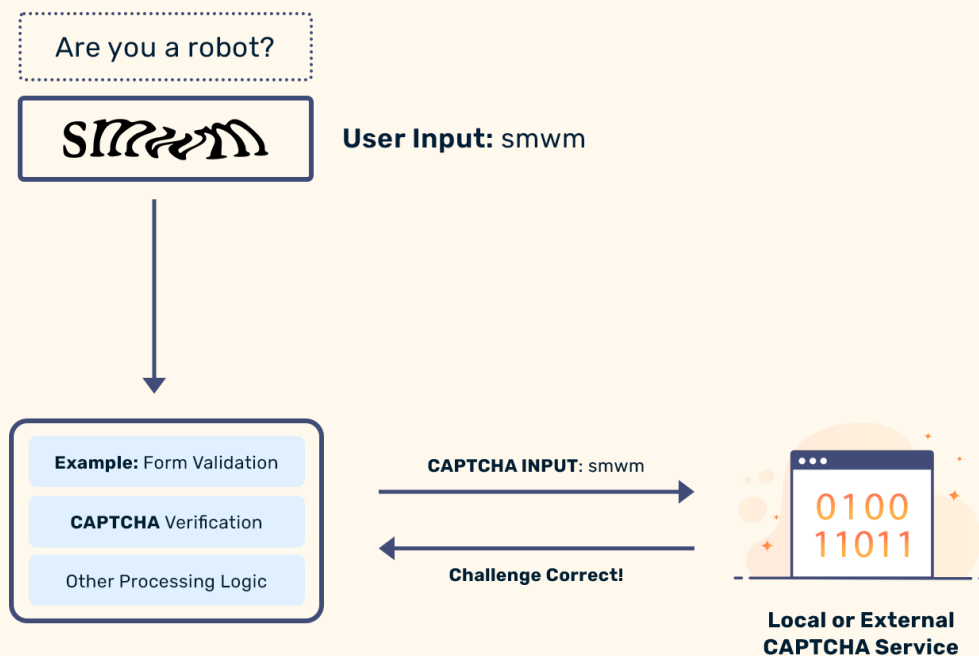 Are you a robot?
smwm
User Input: smwm
Example: Form Validation
CAPTCHA Verification
Other Processing Logic
CAPTCHA INPUT: smwm
Challenge Correct!
0100
11011
Local or External
CAPTCHA Service